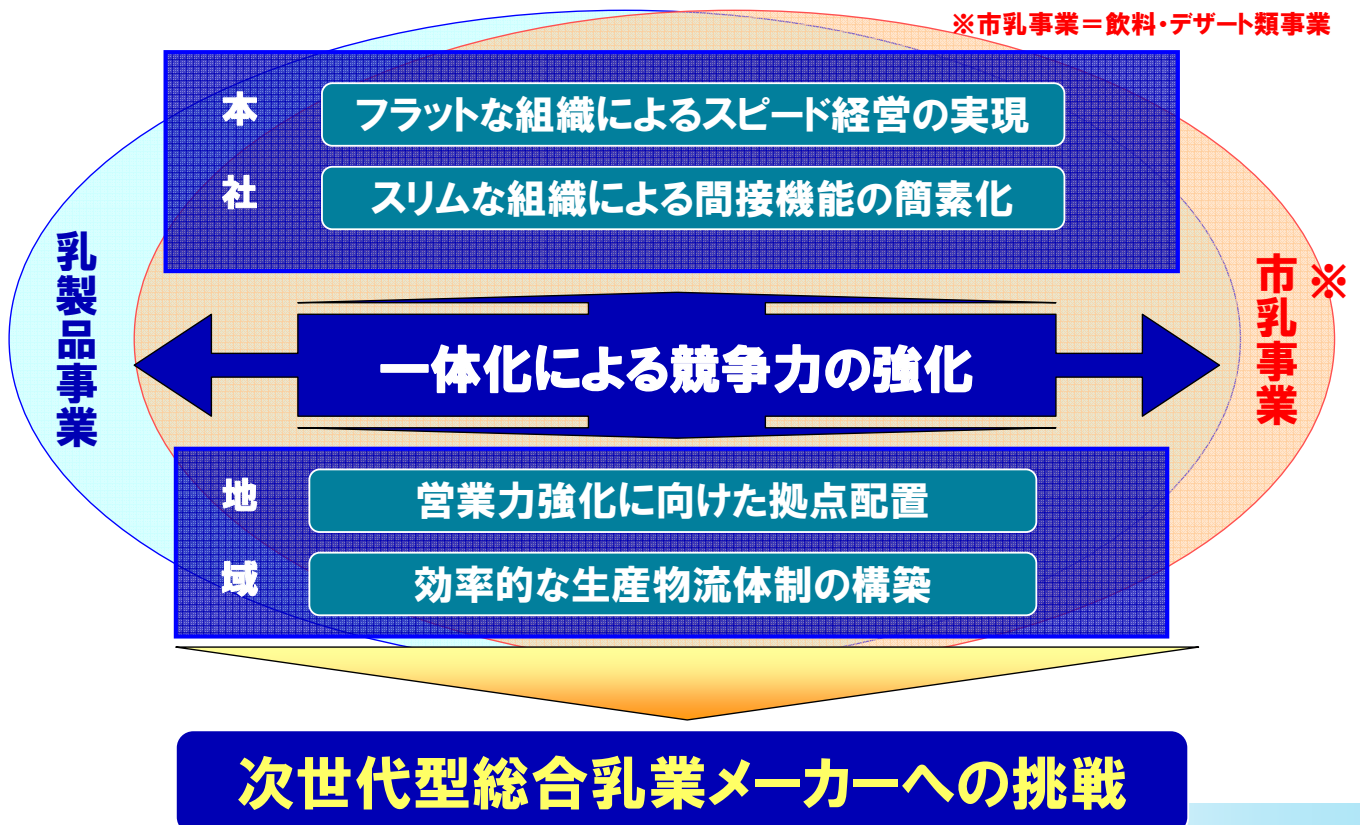 ※市乳事業＝飲料・デザート類事業
本社
フラットな組織によるスピード経営の実現
スリムな組織による間接機能の簡素化
乳製品事業
※
市乳事業
一体化による競争力の強化
地域
営業力強化に向けた拠点配置
効率的な生産物流体制の構築
次世代型総合乳業メーカーへの挑戦